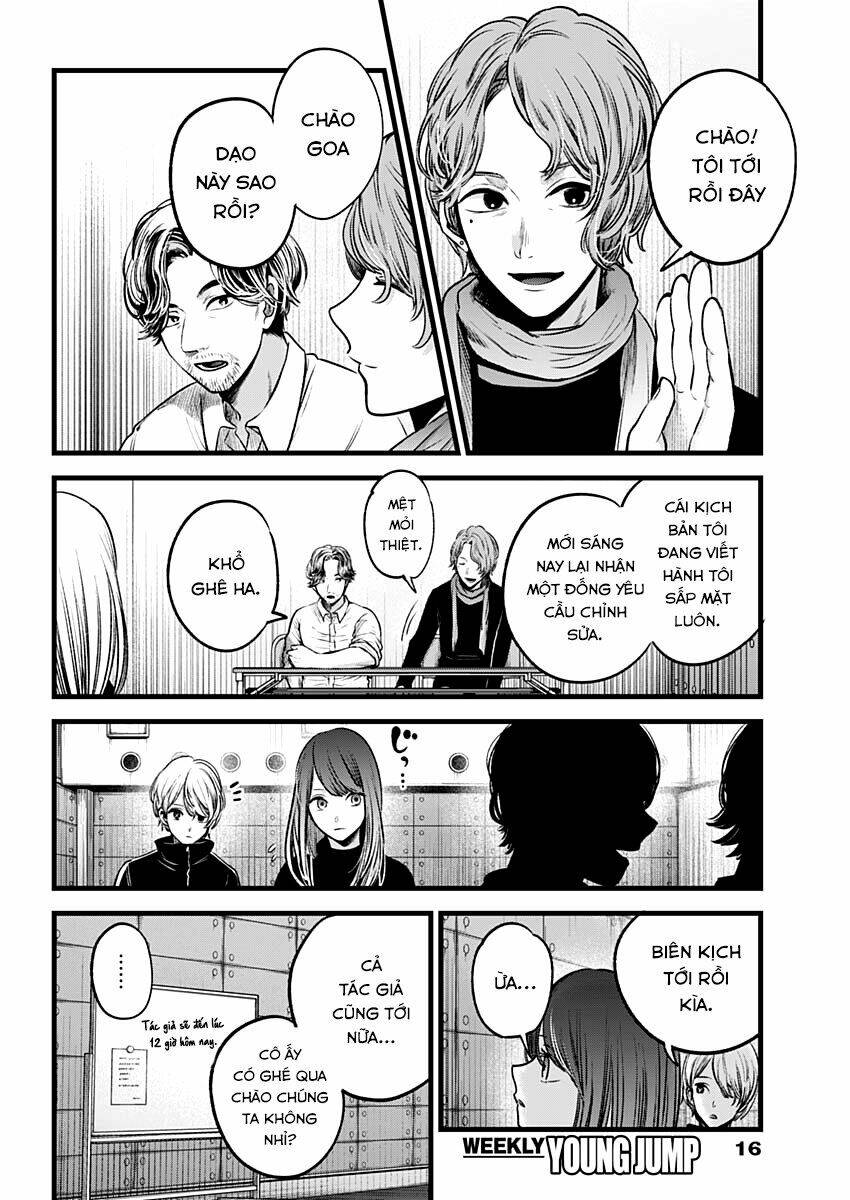 CHÀO!
TÔI TỚI
RỒI ĐÂY
CHÀO
GOA
DẠO
NÀY SAO
RỒI?
CÁI KỊCH
BẢN TÔI
ĐANG VIẾT
HÀNH TÔI
SẤP MẶT
LUÔN.
MỚI SÁNG
NAY LẠI NHẬN
MỘT ĐỐNG YÊU
CẦU CHỈNH
SỬA.
MỆT
MỎI
THIỆT.
KHỔ
GHÊ HA.
じっ…
BIÊN KỊCH
TỚI RỒI
KÌA.
ỪA...
CẢ
TÁC GIẢ
CŨNG TỚI
NỮA...
CÔ ẤY
CÓ GHÉ QUA
CHÀO CHÚNG
TA KHÔNG
NHỈ?
......
Tác giả sẽ đến lúc
12 giờ hôm nay.
WEEKLY YOUNG JUMP 16